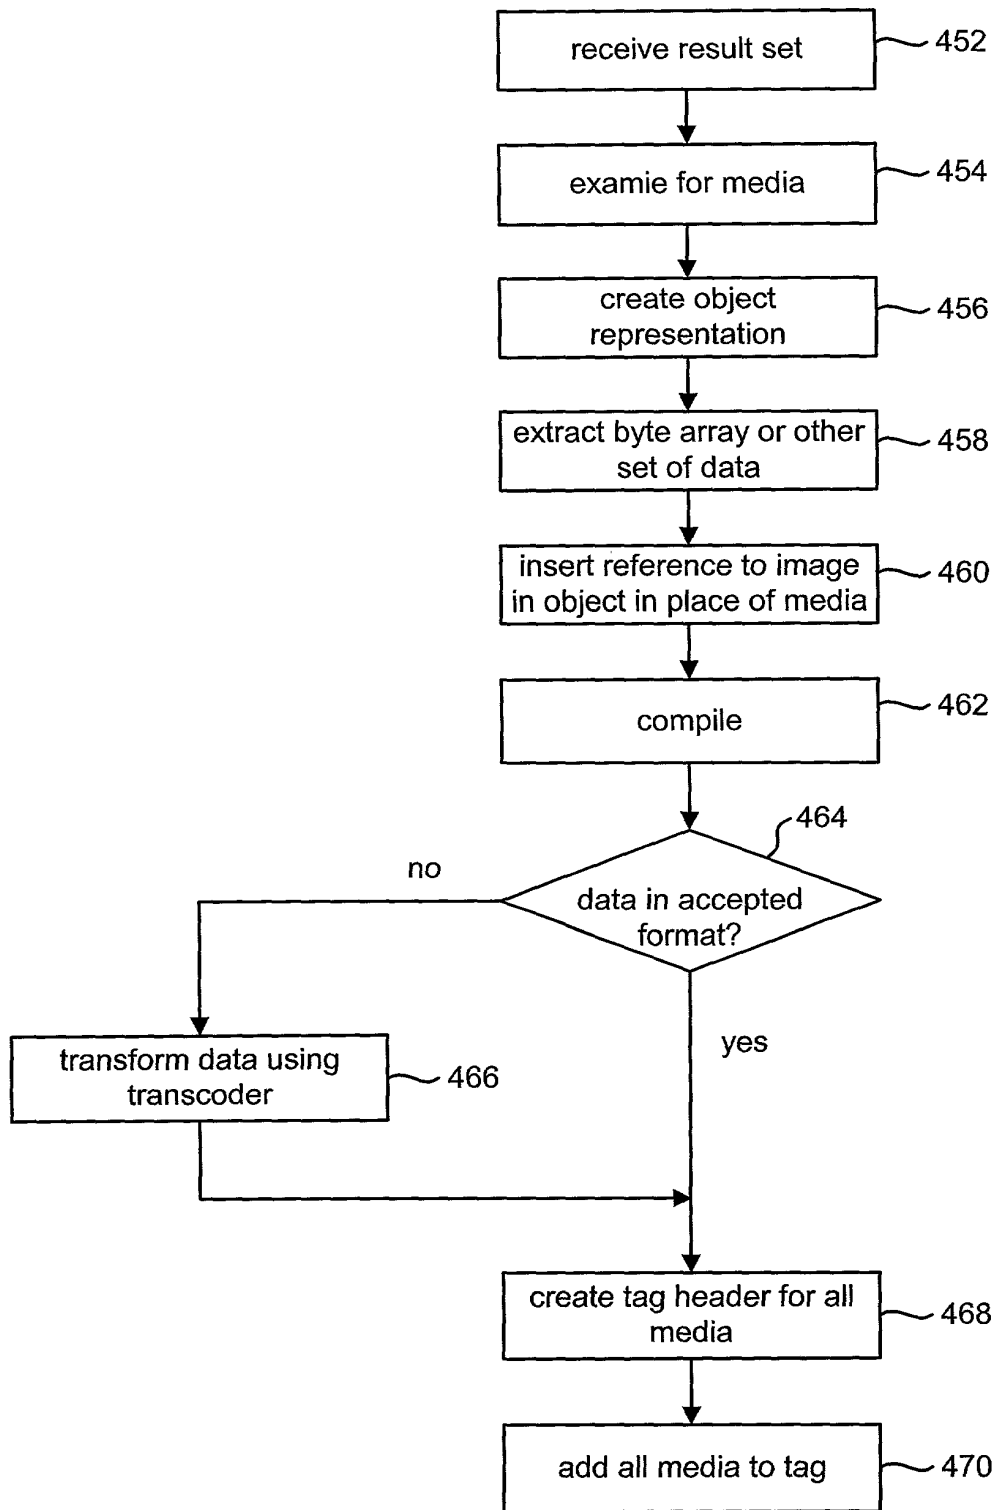 receive result set
452
examie for media
454
create object
representation
456
extract byte array or other
set of data
458
insert reference to image
in object in place of media
460
compile
462
464
data in accepted
format?
no
yes
transform data using
transcoder
466
create tag header for all
media
468
add all media to tag
470